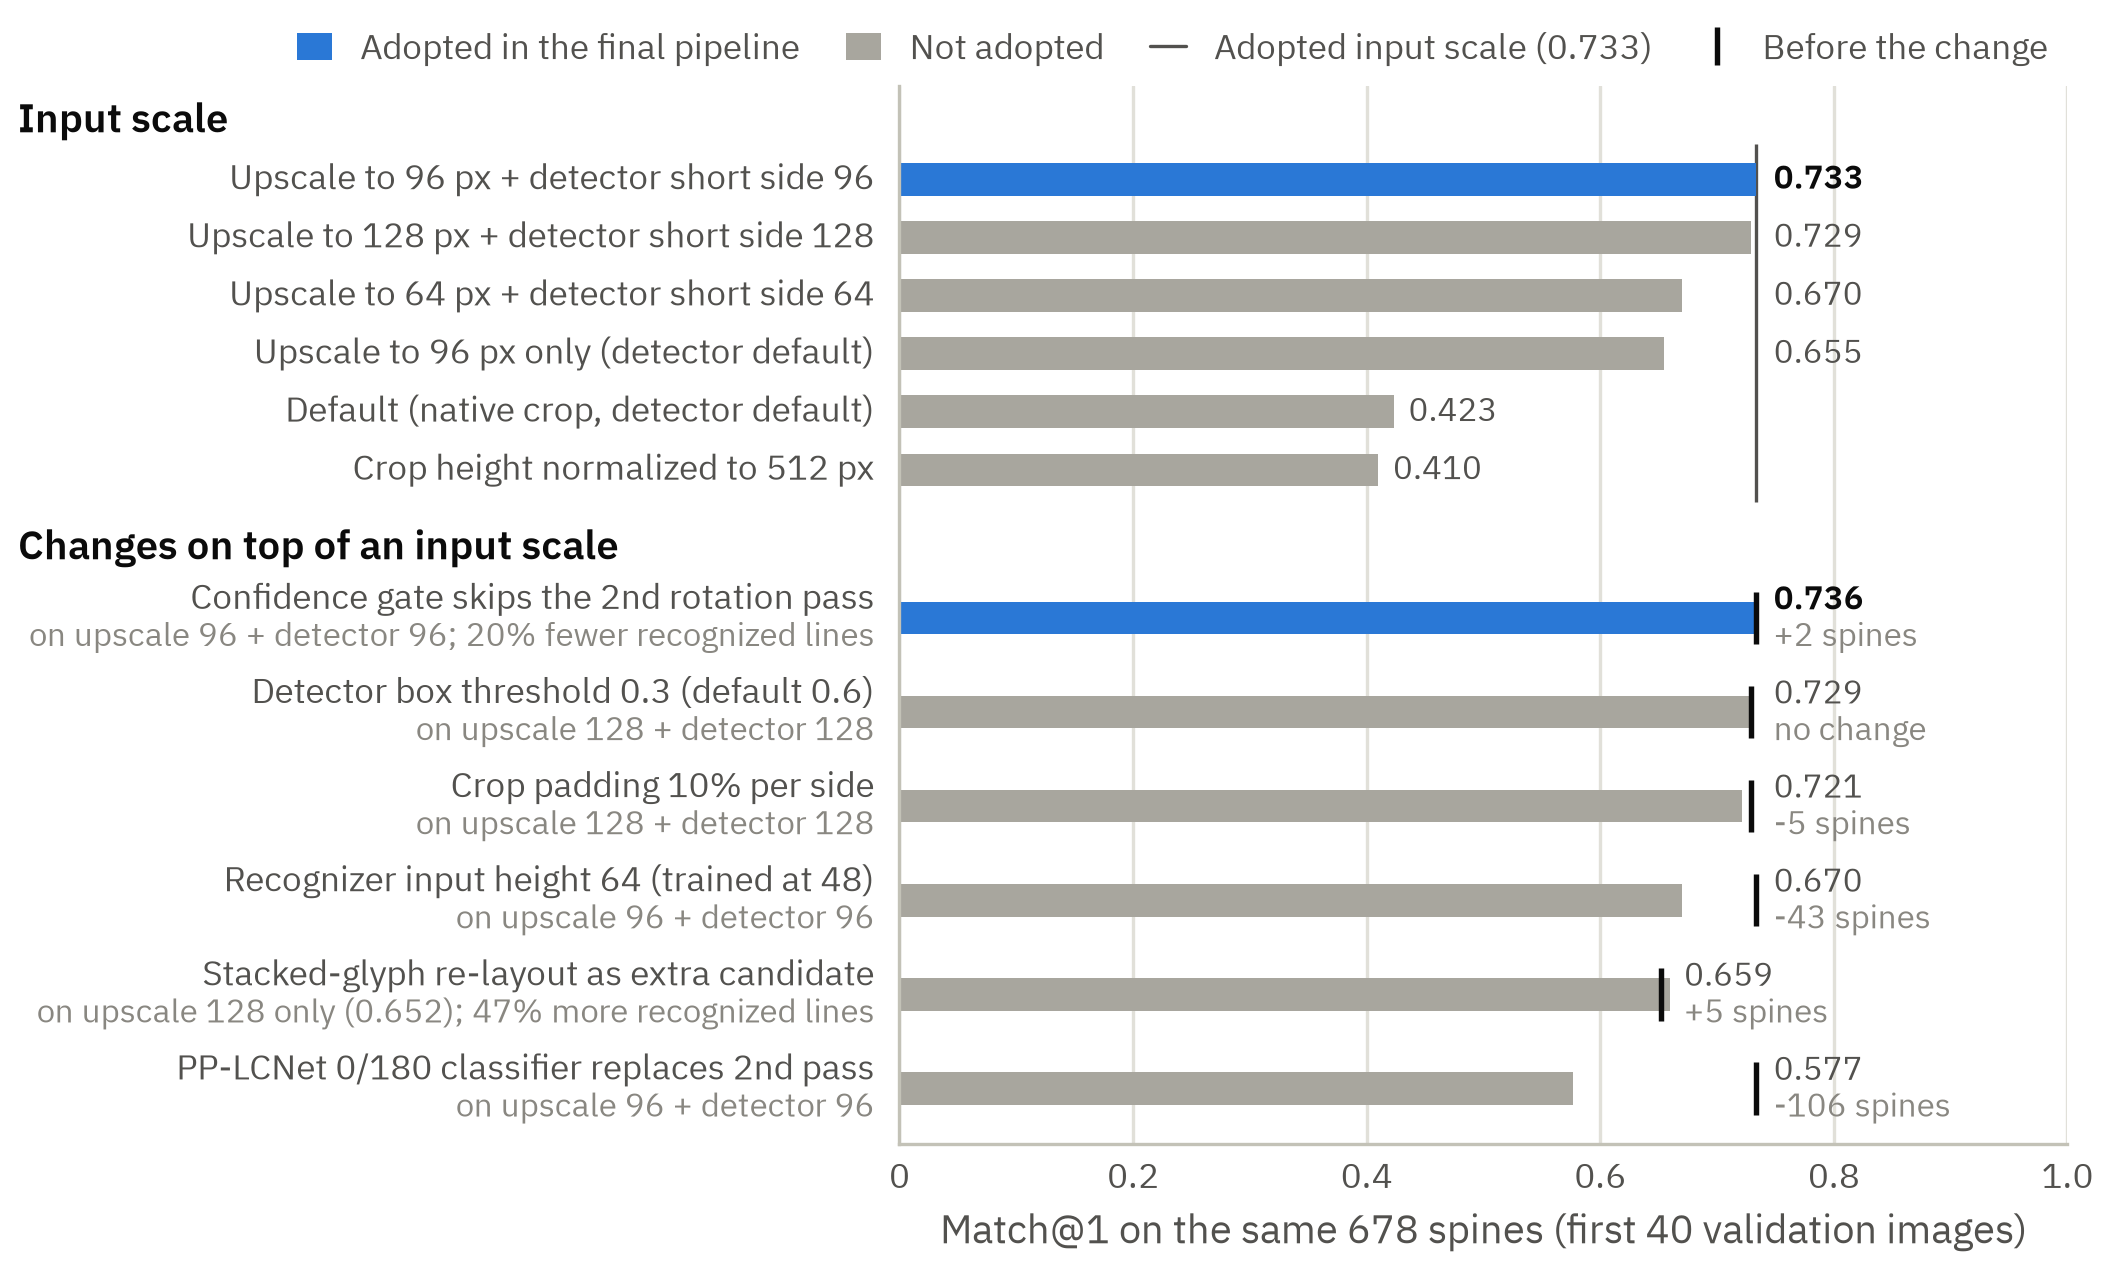 Adopted in the final pipeline Not adopted Adopted input scale (0.733) Before the change
Input scale
Upscale to 96 px + detector short side 96 0.733
Upscale to 128 px + detector short side 128 0.729
Upscale to 64 px + detector short side 64 0.670
Upscale to 96 px only (detector default) 0.655
Default (native crop, detector default) 0.423
Crop height normalized to 512 px 0.410
Changes on top of an input scale
Confidence gate skips the 2nd rotation pass 0.736
on upscale 96 + detector 96; 20% fewer recognized lines +2 spines
Detector box threshold 0.3 (default 0.6) 0.729
on upscale 128 + detector 128 no change
Crop padding 10% per side 0.721
on upscale 128 + detector 128 -5 spines
Recognizer input height 64 (trained at 48) 0.670
on upscale 96 + detector 96 -43 spines
Stacked-glyph re-layout as extra candidate 0.659
on upscale 128 only (0.652); 47% more recognized lines +5 spines
PP-LCNet 0/180 classifier replaces 2nd pass 0.577
on upscale 96 + detector 96 -106 spines
0 0.2 0.4 0.6 0.8 1.0
Match@1 on the same 678 spines (first 40 validation images)